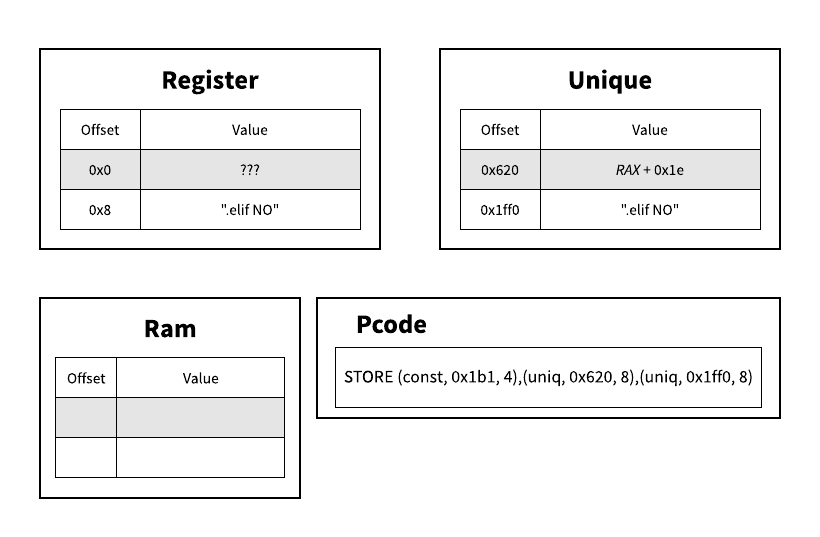 Register
Offset Value
0x0 ???
0x8 ".elif NO"
Unique
Offset Value
0x620 RAX + 0x1e
0x1ff0 ".elif NO"
Ram
Offset Value
Pcode
STORE (const, 0x1b1, 4),(uniq, 0x620, 8),(uniq, 0x1ff0, 8)